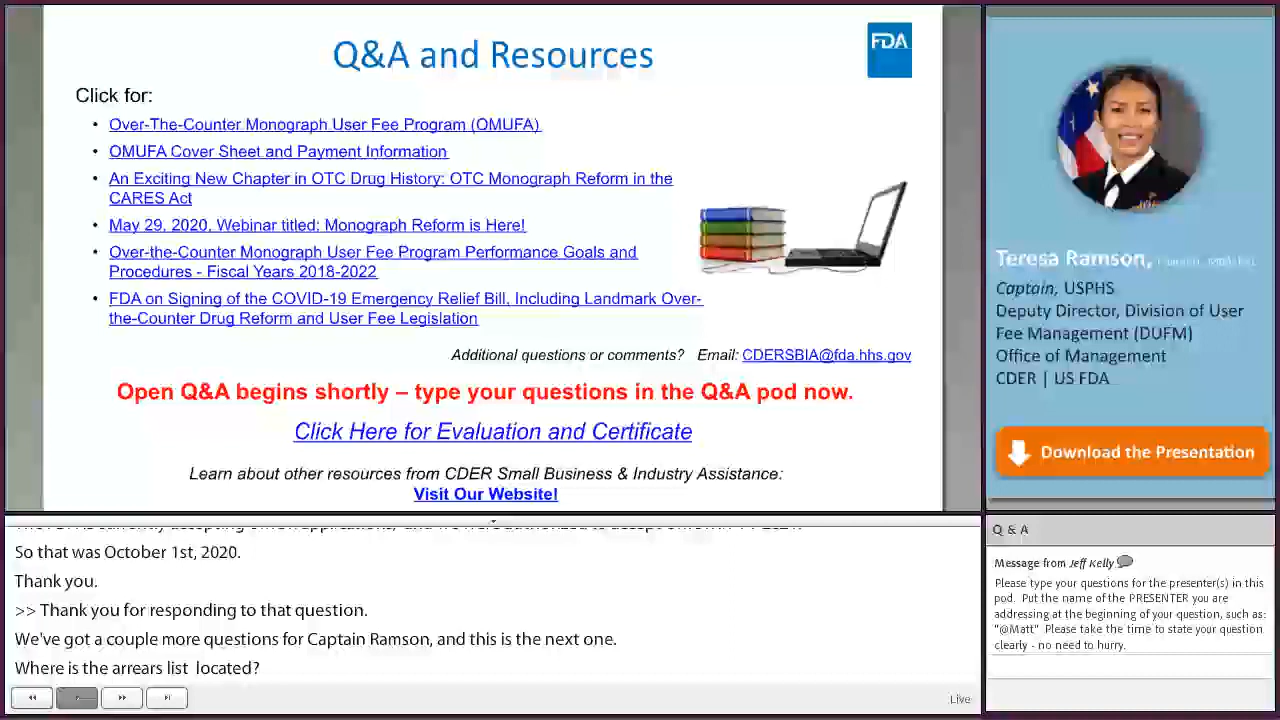 Q&A and Resources
FDA
Click for:
• Over-The-Counter Monograph User Fee Program (OMUFA)
• OMUFA Cover Sheet and Payment Information
• An Exciting New Chapter in OTC Drug History: OTC Monograph Reform in the
CARES Act
• May 29, 2020, Webinar titled: Monograph Reform is Here!
• Over-the-Counter Monograph User Fee Program Performance Goals and
Procedures - Fiscal Years 2018-2022
• FDA on Signing of the COVID-19 Emergency Relief Bill, Including Landmark Over-
the-Counter Drug Reform and User Fee Legislation
Additional questions or comments? Email: CDERSBIA@fda.hhs.gov
Open Q&A begins shortly – type your questions in the Q&A pod now.
Click Here for Evaluation and Certificate
Learn about other resources from CDER Small Business & Industry Assistance:
Visit Our Website!
Teresa Ramson,
Captain, USPHS
Deputy Director, Division of User
Fee Management (DUFM)
Office of Management
CDER | US FDA
Download the Presentation
So that was October 1st, 2020.
Thank you.
>> Thank you for responding to that question.
We've got a couple more questions for Captain Ramson, and this is the next one.
Where is the arrears list located?
Live
Q & A
Message from Jeff Kelly
Please type your questions for the presenter(s) in this
pod. Put the name of the PRESENTER you are
addressing at the beginning of your question, such as:
"@Matt" Please take the time to state your question
clearly - no need to hurry.